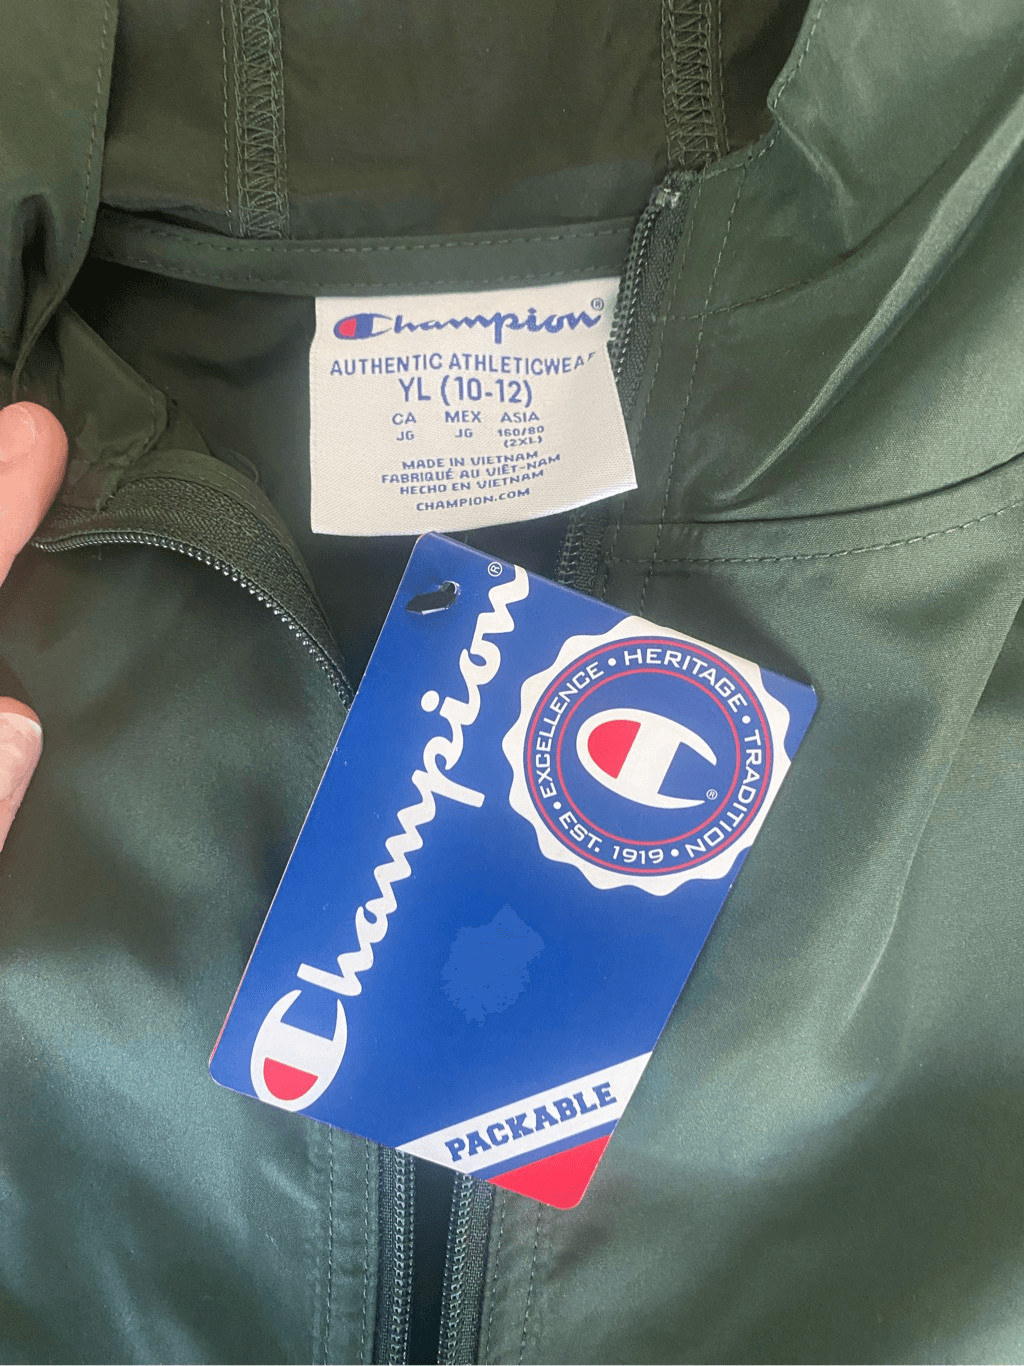 Champion®
AUTHENTIC ATHLETICWEAR
YL (10-12)
CA MEX ASIA
JG JG 160/80
(2XL)
MADE IN VIETNAM
FABRIQUÉ AU VIÊT-NAM
HECHO EN VIETNAM
CHAMPION.COM
Champion®
EXCELLENCE • HERITAGE • TRADITION • EST. 1919 •
®
PACKABLE